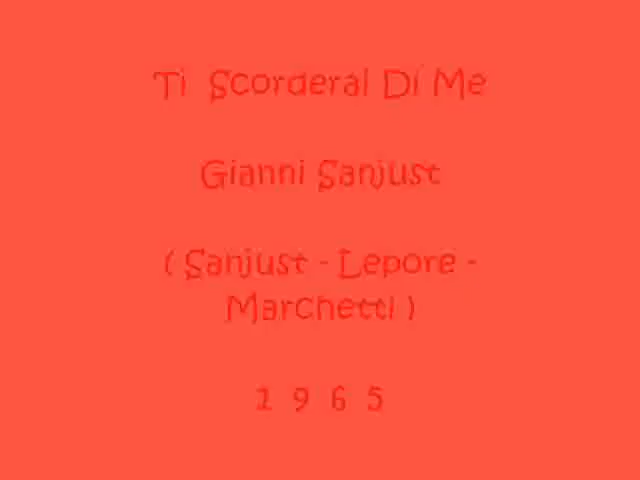 Ti Scorderai Di Me
Gianni Sanjust
( Sanjust - Lepore -
Marchetti )
1 9 6 5